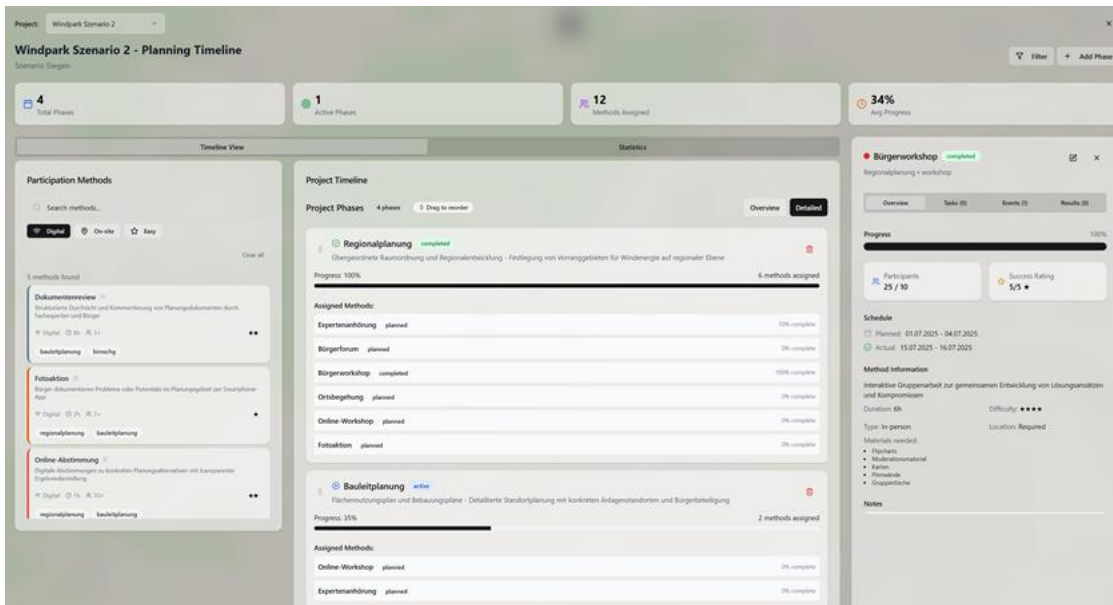 Project:
Windpark Szenario 2
Windpark Szenario 2 - Planning Timeline
Szenario Siegen
Filter
+ Add Phase
4
Total Phases
1
Active Phases
12
Methods Assigned
34%
Avg Progress
Timeline View
Statistics
Participation Methods
Search methods...
Digital
On-site
Easy
Clear all
5 methods found
Dokumentenreview
Strukturierte Durchsicht und Kommentierung von Planungsdokumenten durch
Fachexperten und Bürger
Digital 8h 5+
★★
bauleitplanung bimschg
Fotoaktion
Bürger dokumentieren Probleme oder Potentiale im Planungsgebiet per Smartphone-
App
Digital 2h
★
regionalplanung bauleitplanung
Online-Abstimmung
Digitale Abstimmungen zu konkreten Planungsalternativen mit transparenter
Ergebnisdarstellung
Digital 1h 10+
★★
regionalplanung bauleitplanung
Project Timeline
Project Phases 4 phases Drag to reorder
Overview Detailed
Regionalplanung completed
Übergeordnete Raumordnung und Regionalentwicklung - Festlegung von Vorranggebieten für Windenergie auf regionaler Ebene
Progress: 100% 6 methods assigned
Assigned Methods:
Expertenanhörung planned
Bürgerforum planned 0% complete
Bürgerworkshop completed 100% complete
Ortsbegehung planned 0% complete
Online-Workshop planned 0% complete
Fotoaktion planned 0% complete
Bauleitplanung active
Flächennutzungsplan und Bebauungspläne - Detaillierte Standortplanung mit konkreten Anlagenstandorten und Bürgerbeteiligung
Progress: 35% 2 methods assigned
Assigned Methods:
Online-Workshop planned 0% complete
Expertenanhörung planned 0% complete
Bürgerworkshop completed
Regionalplanung • workshop
Overview Tasks (0) Events (1) Results (0)
Progress 100%
Participants
25 / 10
Success Rating
5/5 ★
Schedule
Planned: 01.07.2025 - 04.07.2025
Actual: 15.07.2025 - 16.07.2025
Method Information
Interaktive Gruppenarbeit zur gemeinsamen Entwicklung von Lösungsansätzen
und Kompromissen
Duration: 6h Difficulty: ★★★★
Type: In-person Location: Required
Materials needed:
• Flipcharts
• Moderationsmaterial
• Karten
• Pinnwände
• Gruppentische
Notes